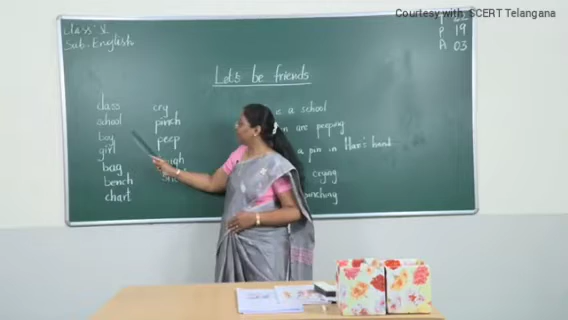 Courtesy with, SCERT Telangana
Class: 
Sub: English
P 19
A 03
Let's be friends
class
school
boy
girl
bag
bench
chart
cry
pinch
peep
is a school
are peeping
a pin in Hari's hand
crying
pinching